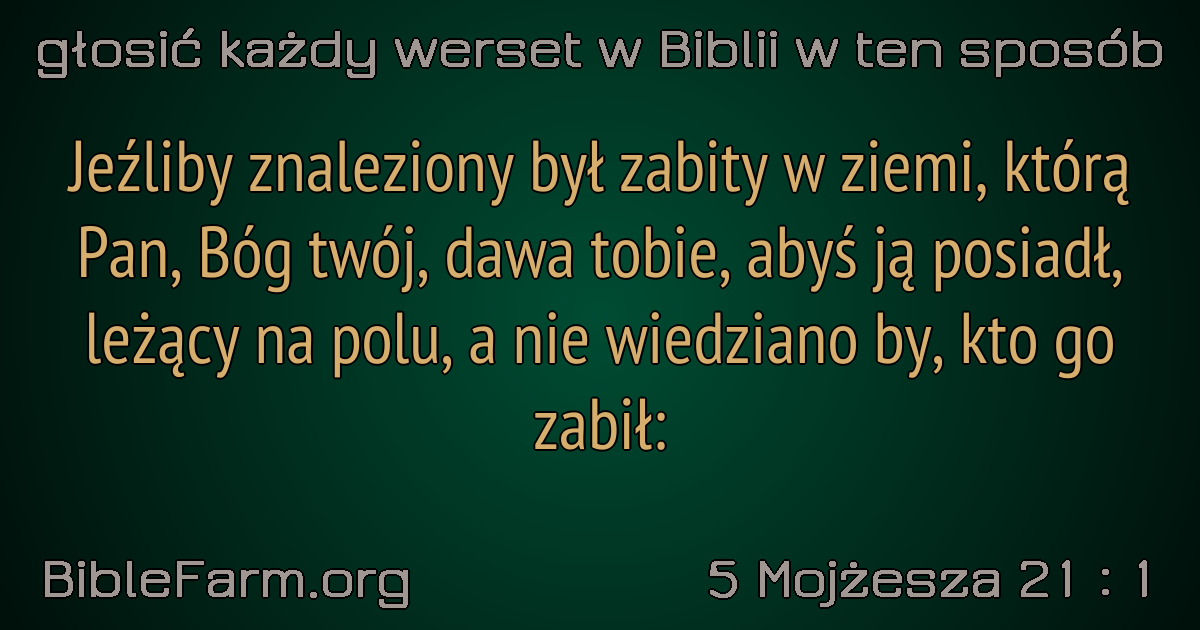 głosić każdy werset w Biblii w ten sposób
Jeźliby znaleziony był zabity w ziemi, którą
Pan, Bóg twój, dawa tobie, abyś ją posiadł,
leżący na polu, a nie wiedziano by, kto go
zabił:
BibleFarm.org
5 Mojżesza 21 : 1